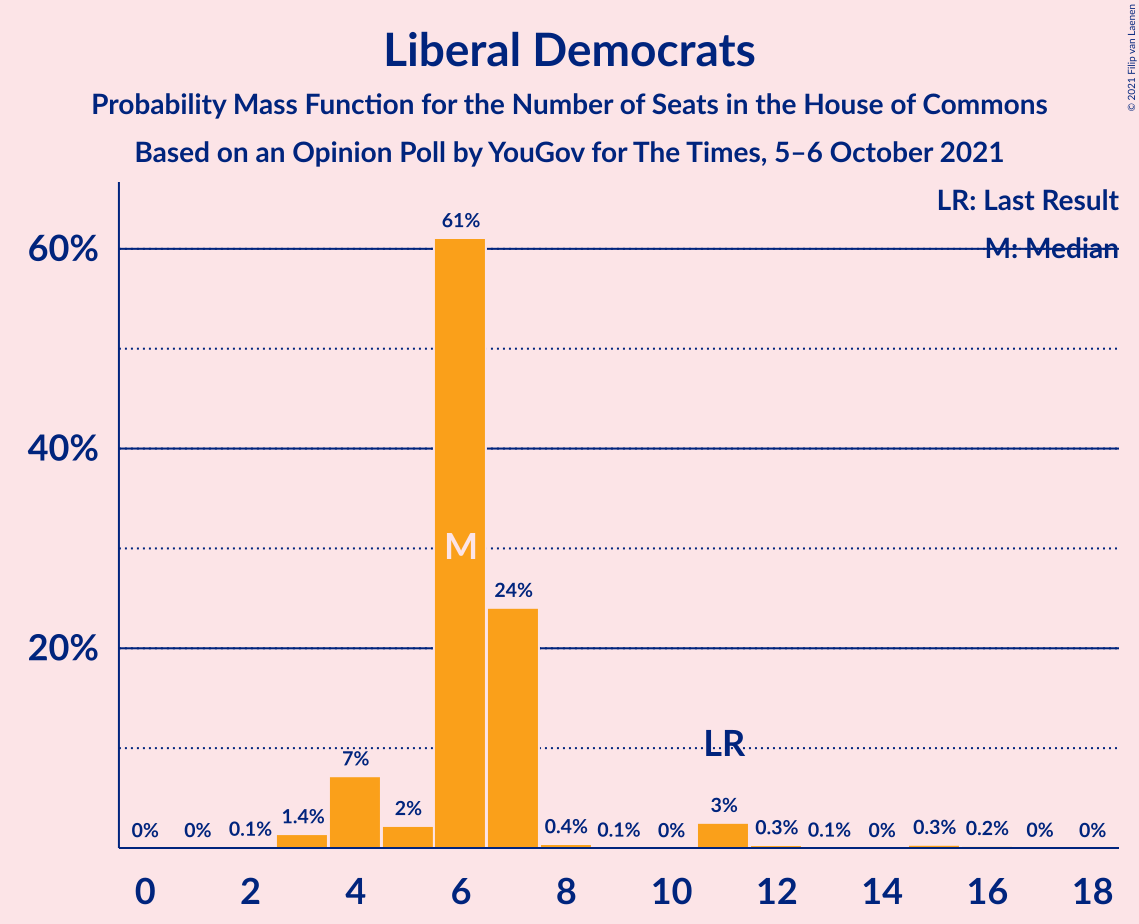 © 2021 Filip van Laenen
Liberal Democrats
Probability Mass Function for the Number of Seats in the House of Commons
Based on an Opinion Poll by YouGov for The Times, 5–6 October 2021
LR: Last Result
M: Median
60%
40%
20%
0% 0% 0.1% 1.4% 7% 2% 61% 24% 0.4% 0.1% 0% 3% 0.3% 0.1% 0% 0.3% 0.2% 0% 0%
M
LR
0 2 4 6 8 10 12 14 16 18